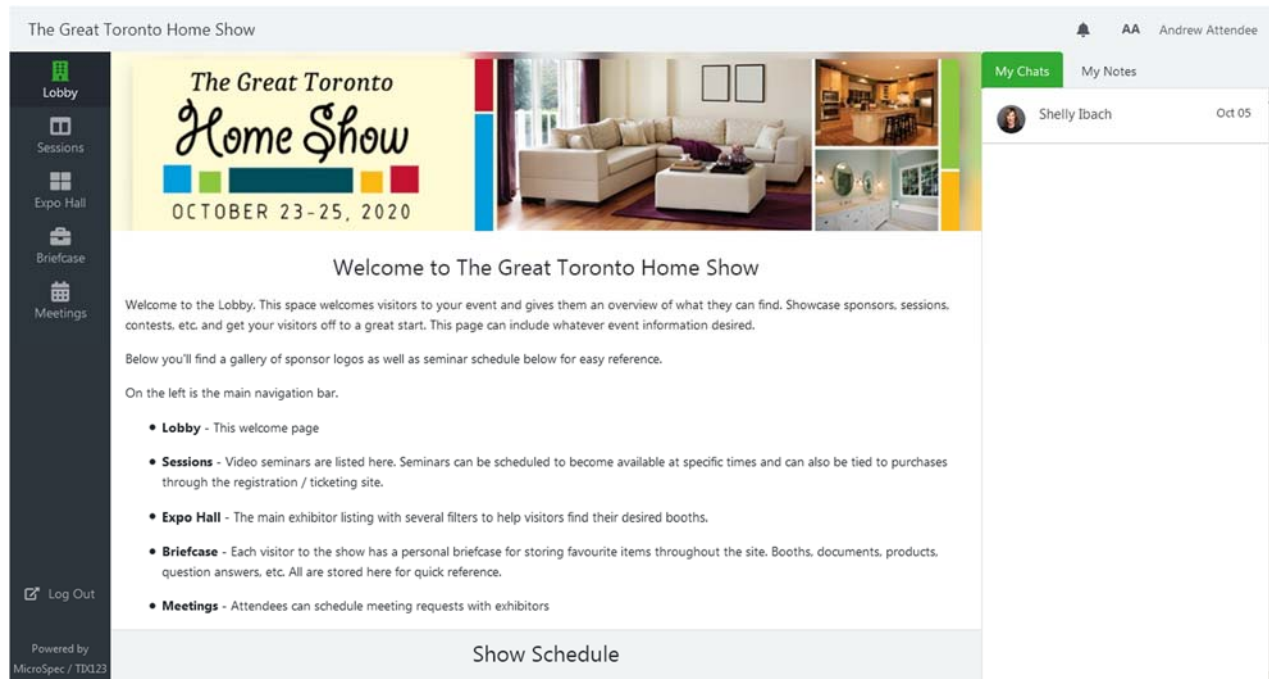 The Great Toronto Home Show
AA Andrew Attendee
Lobby
Sessions
Expo Hall
Briefcase
Meetings
Log Out
Powered by
MicroSpec / TIX123
The Great Toronto
Home Show
OCTOBER 23-25, 2020
Welcome to The Great Toronto Home Show
Welcome to the Lobby. This space welcomes visitors to your event and gives them an overview of what they can find. Showcase sponsors, sessions,
contests, etc. and get your visitors off to a great start. This page can include whatever event information desired.
Below you'll find a gallery of sponsor logos as well as seminar schedule below for easy reference.
On the left is the main navigation bar.
• Lobby - This welcome page
• Sessions - Video seminars are listed here. Seminars can be scheduled to become available at specific times and can also be tied to purchases
through the registration / ticketing site.
• Expo Hall - The main exhibitor listing with several filters to help visitors find their desired booths.
• Briefcase - Each visitor to the show has a personal briefcase for storing favourite items throughout the site. Booths, documents, products,
question answers, etc. All are stored here for quick reference.
• Meetings - Attendees can schedule meeting requests with exhibitors
Show Schedule
My Chats My Notes
Shelly Ibach Oct 05